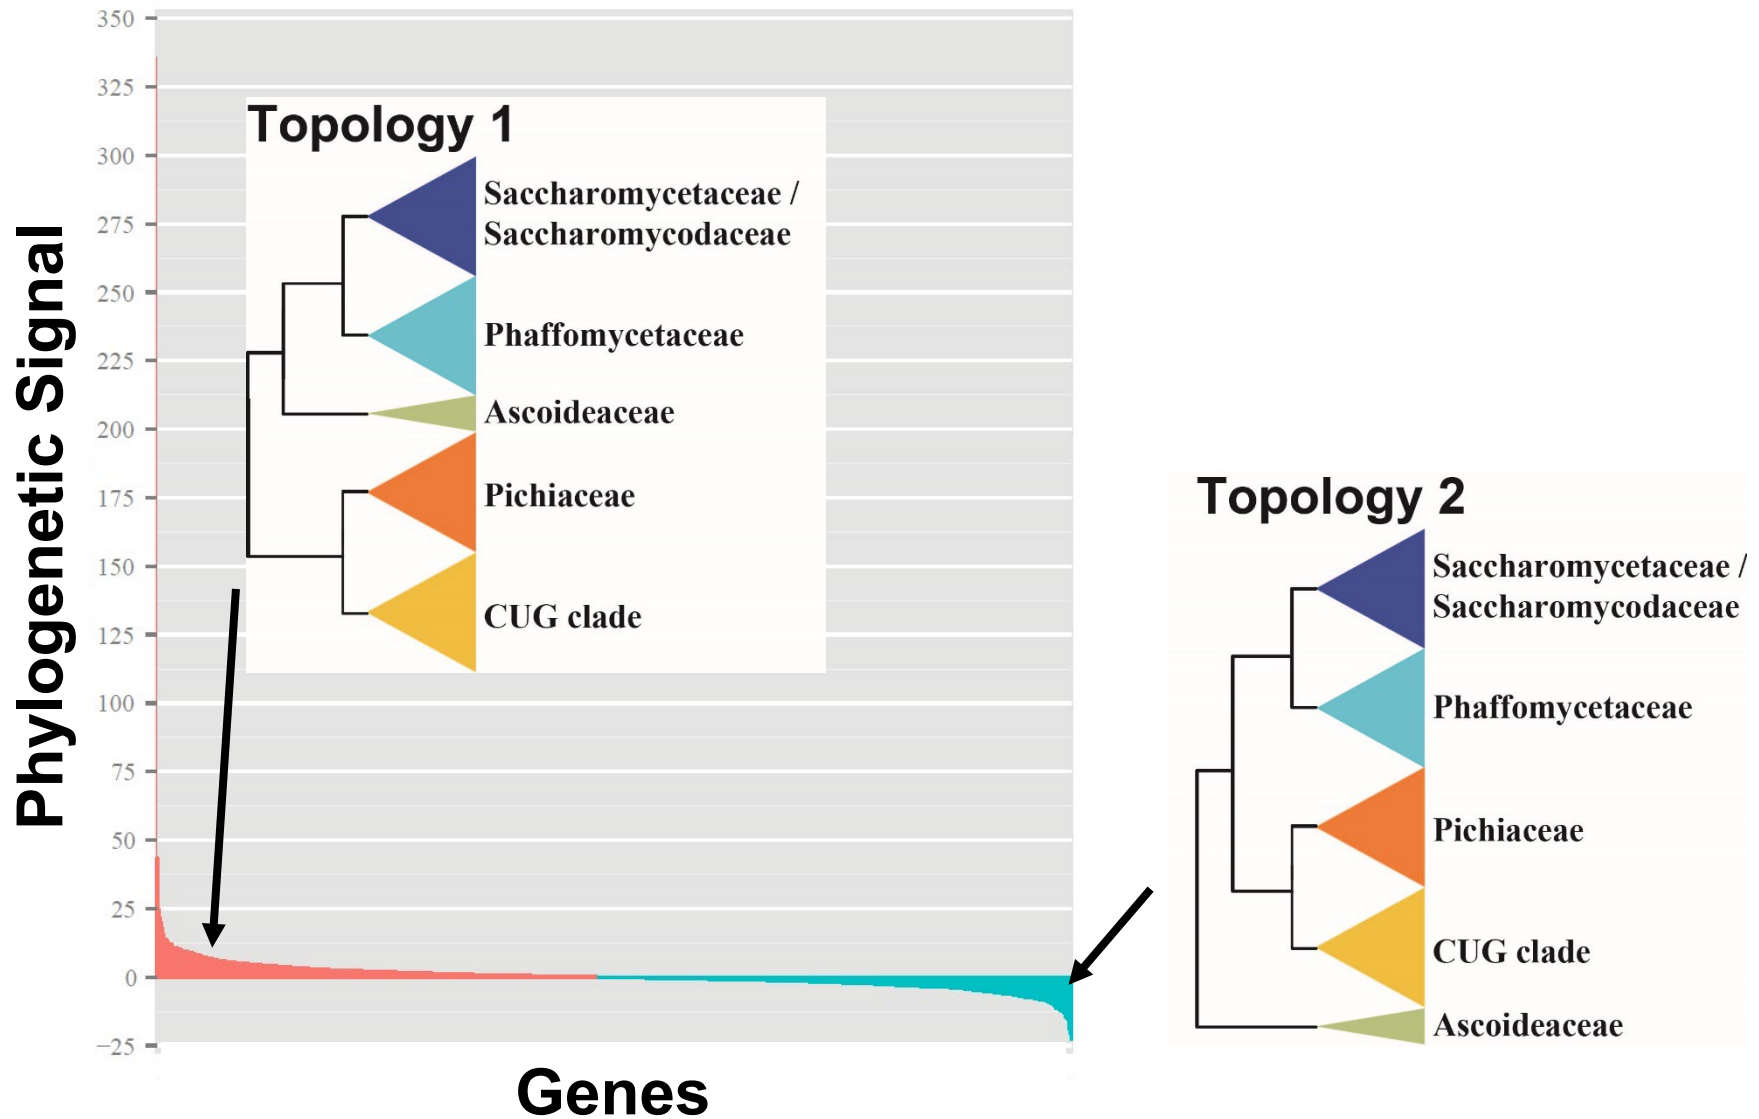 Phylogenetic Signal
350
325
300
275
250
225
200
175
150
125
100
75
50
25
0
−25
Topology 1
Saccharomycetaceae /
Saccharomycodaceae
Phaffomycetaceae
Ascoideaceae
Pichiaceae
CUG clade
Topology 2
Saccharomycetaceae /
Saccharomycodaceae
Phaffomycetaceae
Pichiaceae
CUG clade
Ascoideaceae
Genes